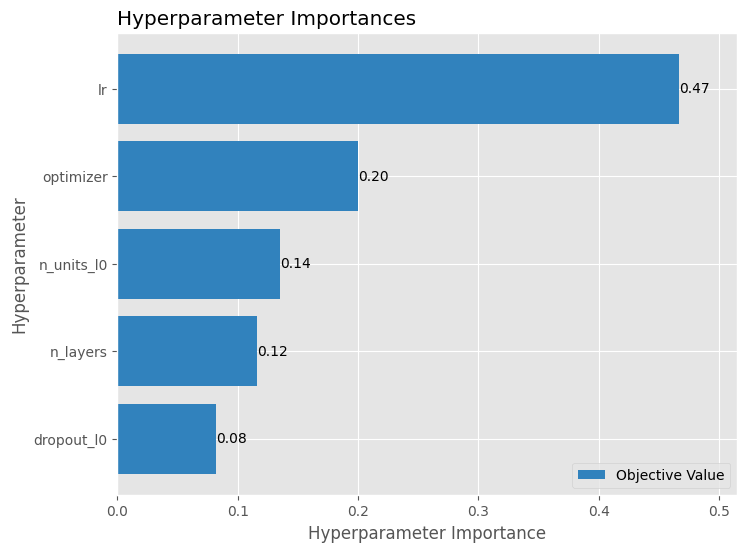 Hyperparameter Importances
Hyperparameter
lr
0.47
optimizer
0.20
n_units_l0
0.14
n_layers
0.12
dropout_l0
0.08
Objective Value
0.0 0.1 0.2 0.3 0.4 0.5
Hyperparameter Importance